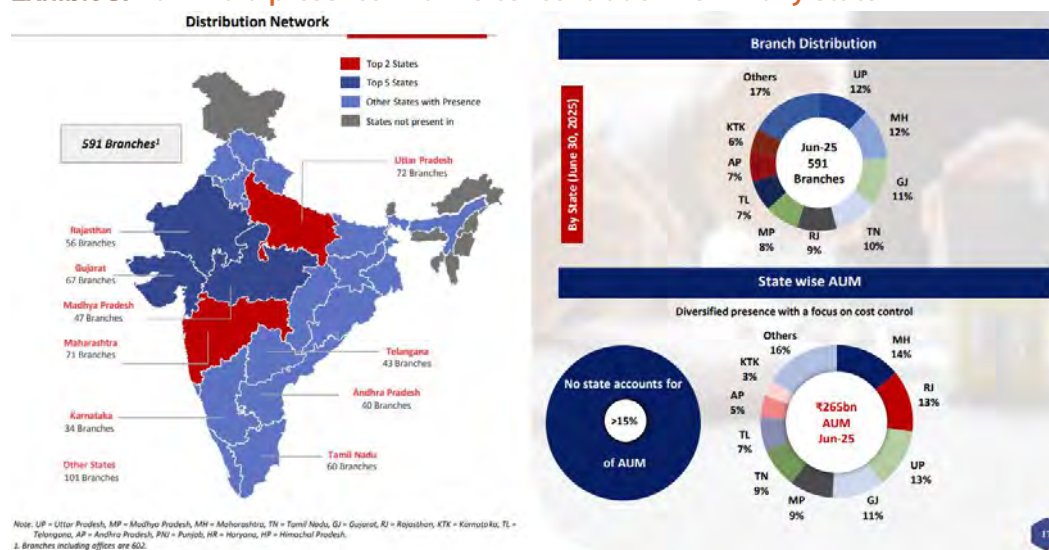 Distribution Network
Top 2 States
Top 5 States
Other States with Presence
States not present in
591 Branches¹
Uttar Pradesh
72 Branches
Rajasthan
56 Branches
Gujarat
67 Branches
Madhya Pradesh
47 Branches
Maharashtra
71 Branches
Telangana
43 Branches
Andhra Pradesh
40 Branches
Karnataka
34 Branches
Tamil Nadu
60 Branches
Other States
101 Branches
Note: UP = Uttar Pradesh, MP = Madhya Pradesh, MH = Maharashtra, TN = Tamil Nadu, GJ = Gujarat, RJ = Rajasthan, KTK = Karnataka, TL =
Telangana, AP = Andhra Pradesh, PNJ = Punjab, HR = Haryana, HP = Himachal Pradesh.
1. Branches including offices are 602.
Branch Distribution
By State (June 30, 2025)
Others
17%
UP
12%
MH
12%
GJ
11%
TN
10%
RJ
9%
MP
8%
TL
7%
AP
7%
KTK
6%
Jun-25
591
Branches
State wise AUM
Diversified presence with a focus on cost control
No state accounts for
>15%
of AUM
Others
16%
MH
14%
RJ
13%
UP
13%
GJ
11%
MP
9%
TN
9%
TL
7%
AP
5%
KTK
3%
₹265bn
AUM
Jun-25